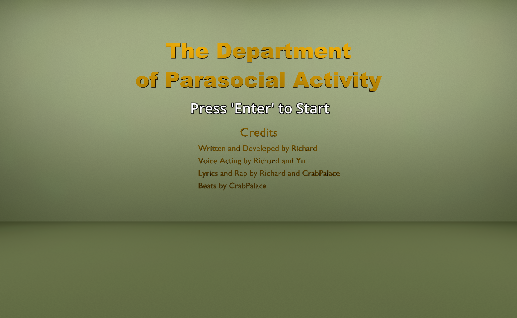 The Department
of Parasocial Activity
Press 'Enter' to Start
Credits
Written and Developed by Richard
Voice Acting by Richard and
Lyrics and Rap by Richard and CrabPalace
Beats by CrabPalace